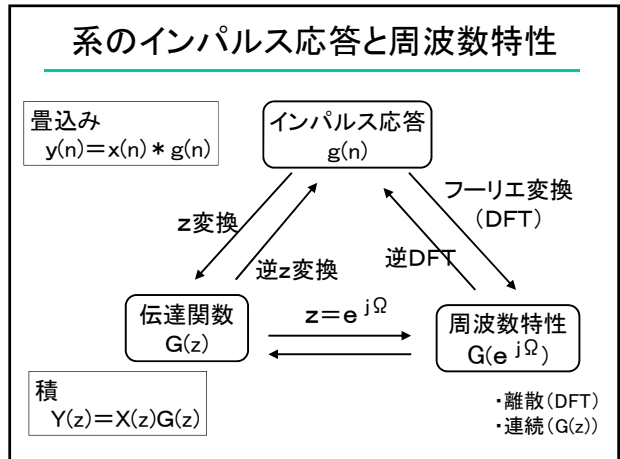 系のインパルス応答と周波数特性
畳込み
y(n)=x(n)*g(n)
インパルス応答
g(n)
フーリエ変換
(DFT)
z変換
逆z変換
逆DFT
伝達関数
G(z)
z=e^jΩ
周波数特性
G(e^jΩ)
積
Y(z)=X(z)G(z)
・離散(DFT)
・連続(G(z))